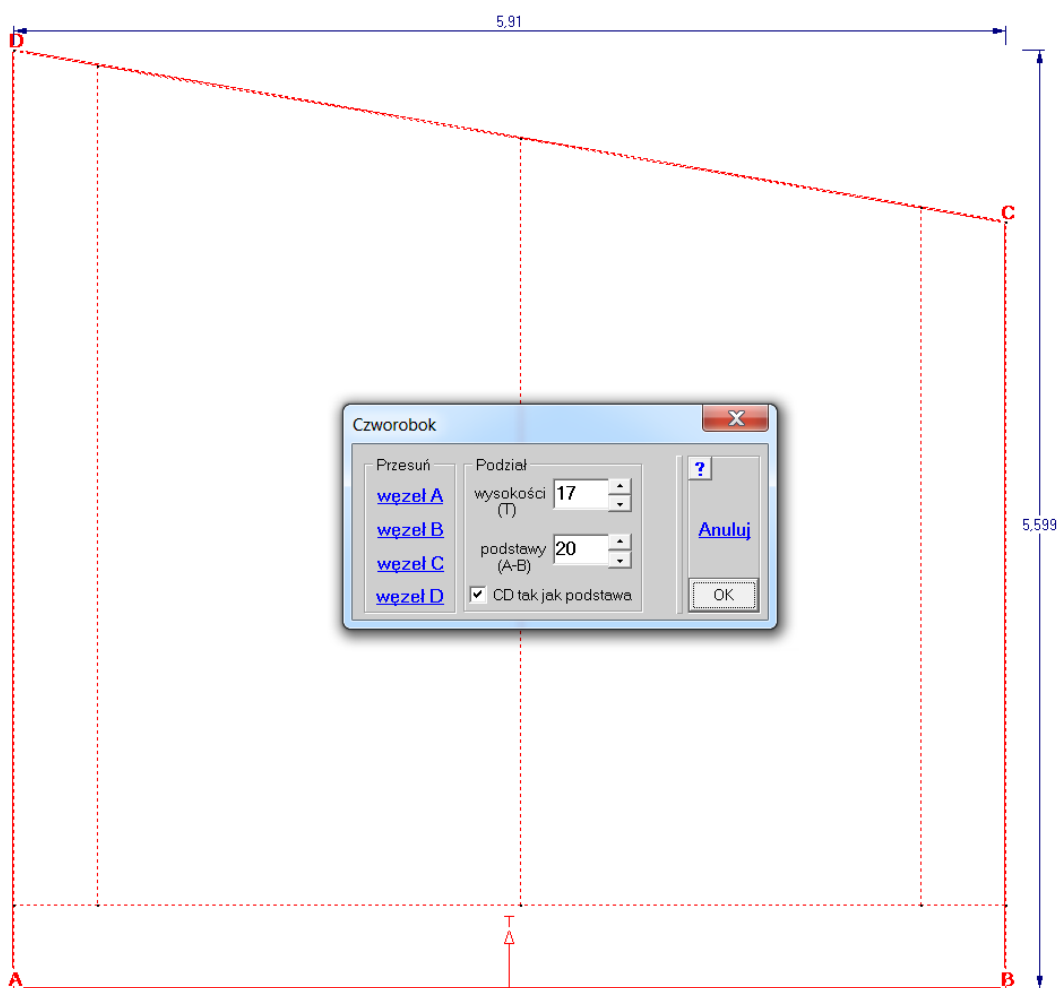 5,91
D
C
Czworobok
Przesuń
węzeł A
węzeł B
węzeł C
węzeł D
Podział
wysokości 17
(T)
podstawy 20
(A-B)
CD tak jak podstawa
?
Anuluj
OK
5,599
T
A
B